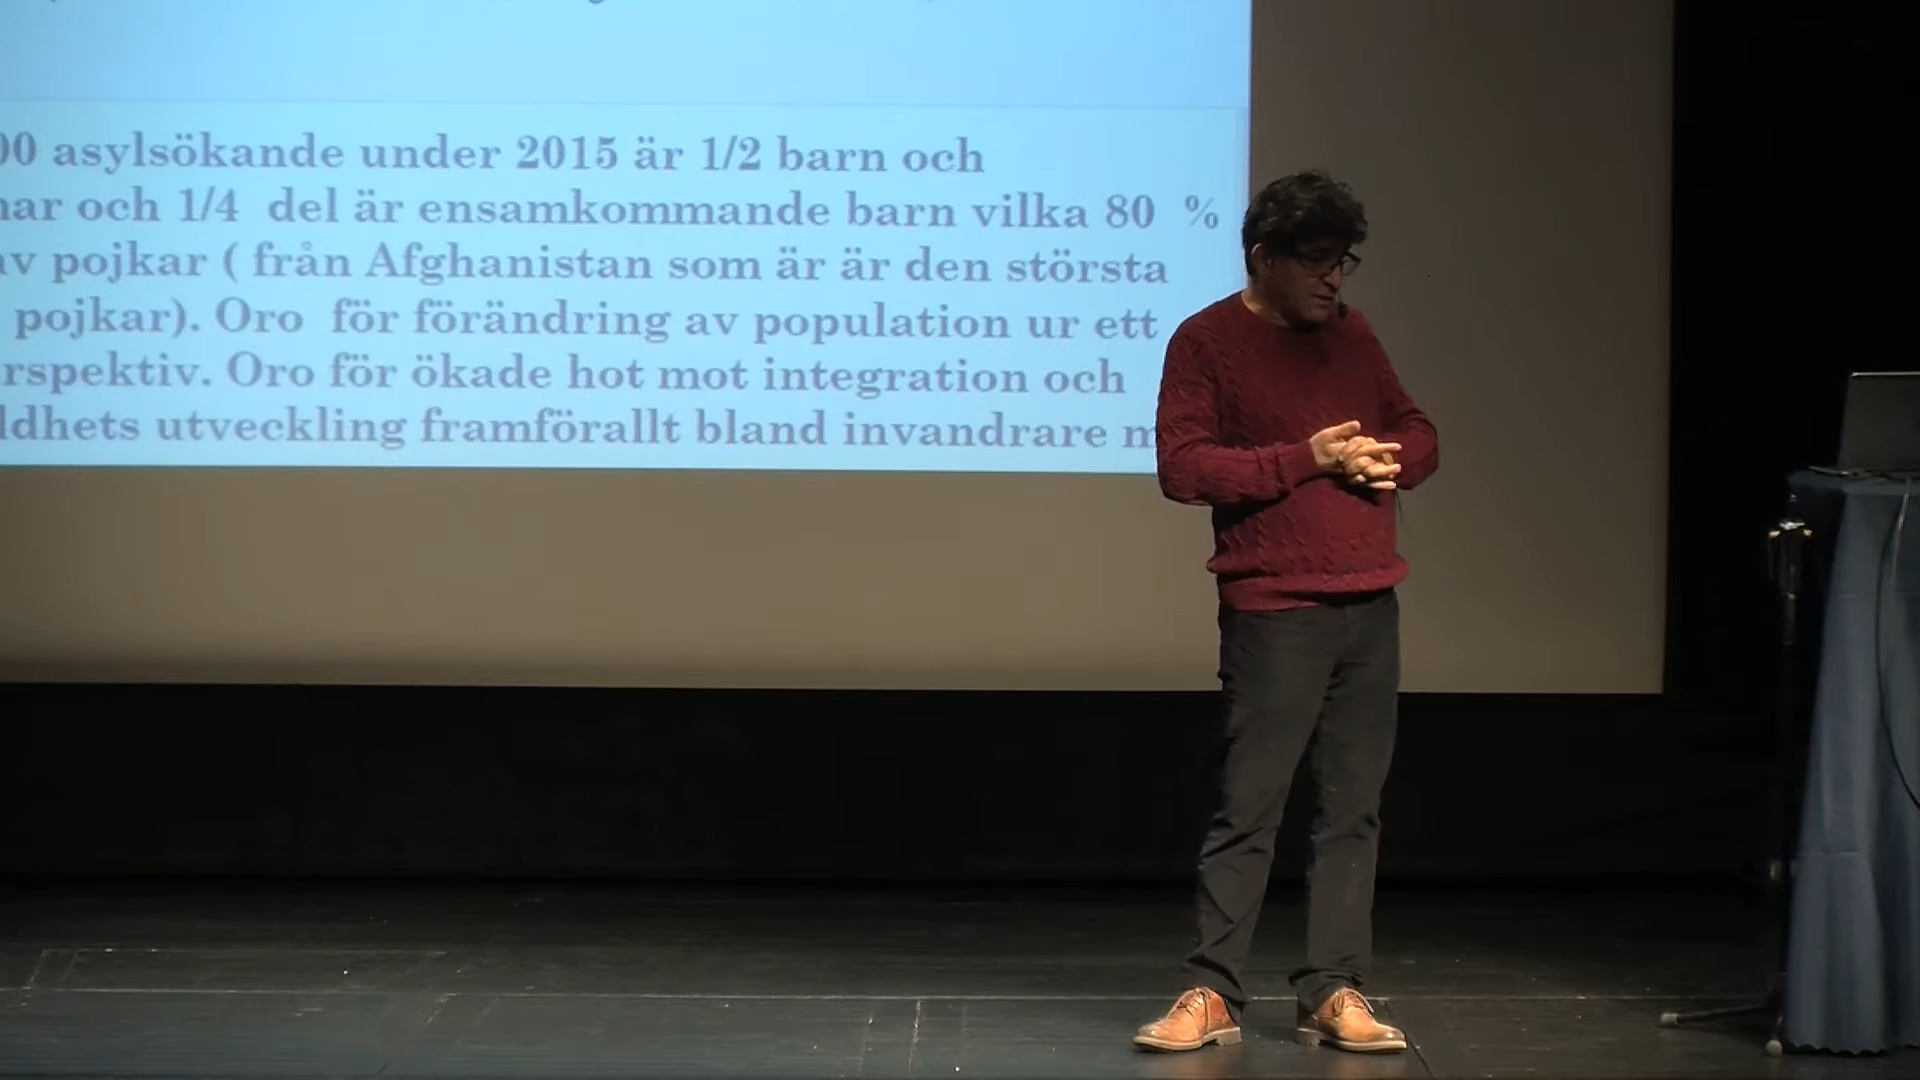 00 asylsökande under 2015 är 1/2 barn och
och 1/4 del är ensamkommande barn vilka 80 %
pojkar ( från Afghanistan som är är den största
pojkar). Oro för förändring av population ur ett
rspektiv. Oro för ökade hot mot integration och
ldhets utveckling framförallt bland invandrare m